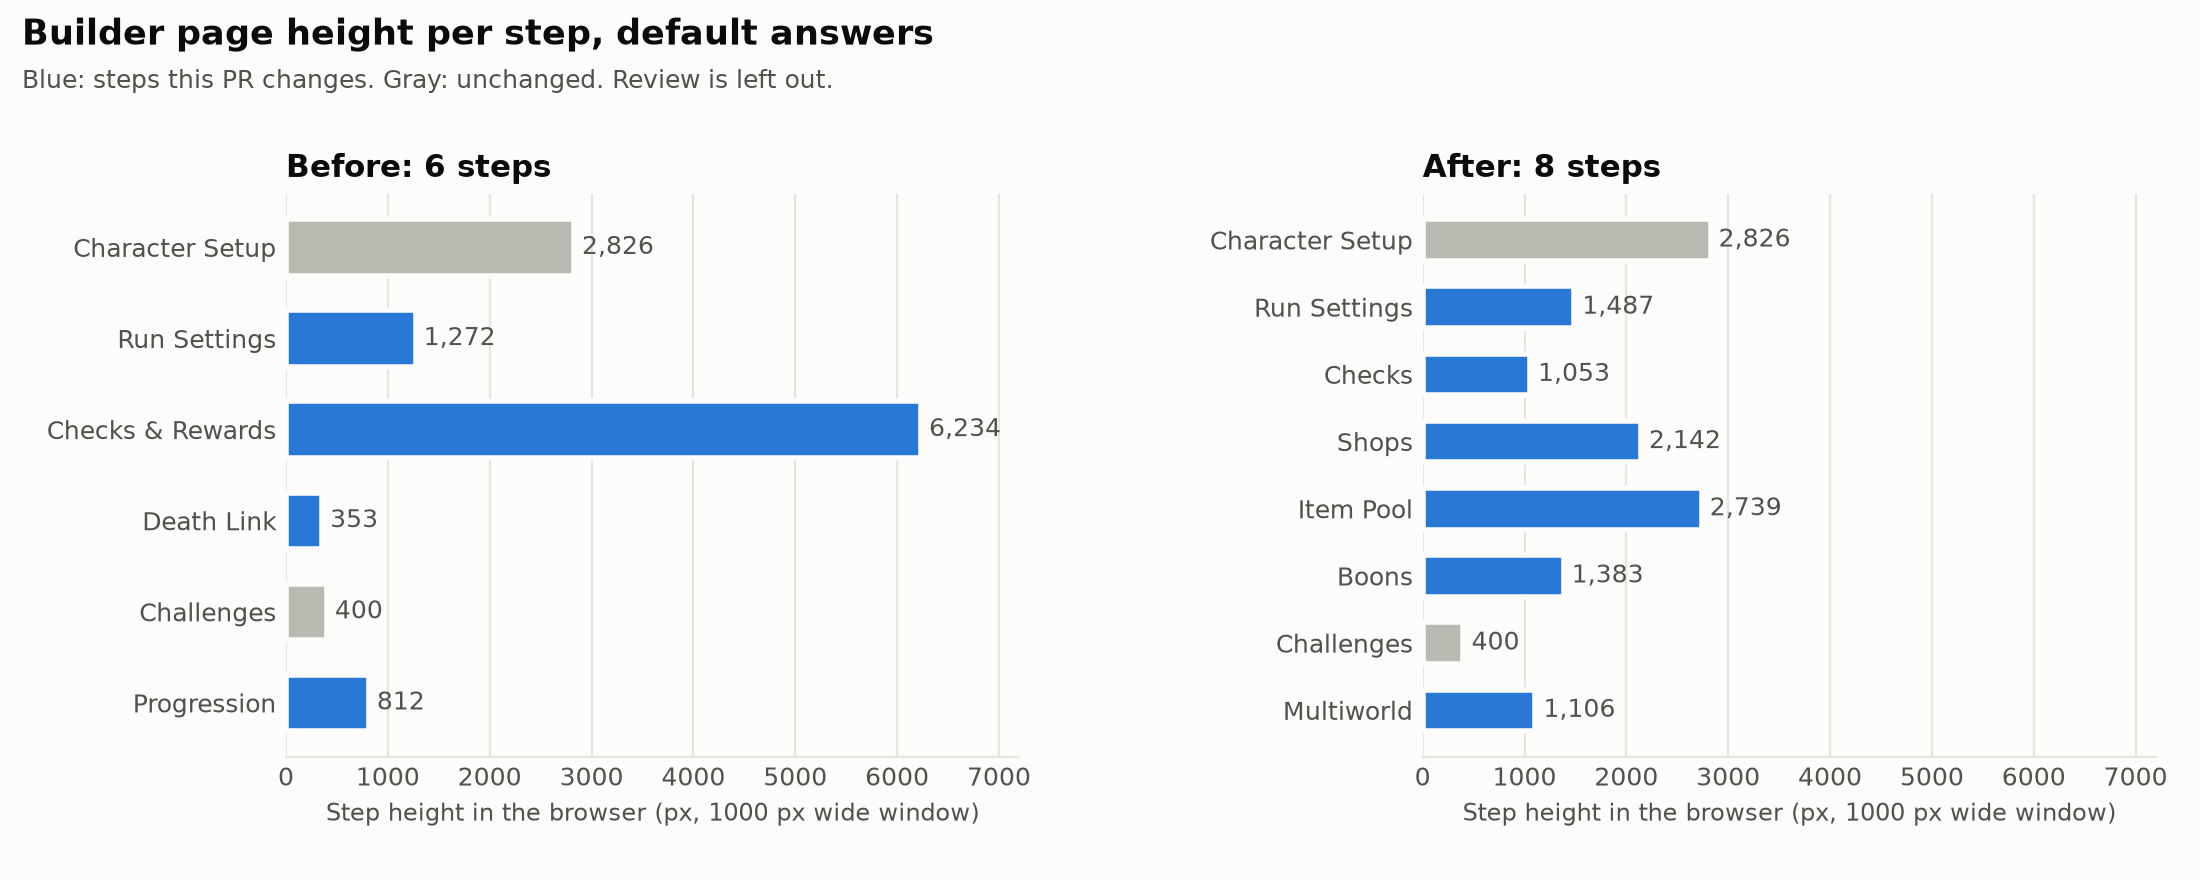 Builder page height per step, default answers
Blue: steps this PR changes. Gray: unchanged. Review is left out.
Before: 6 steps
Character Setup 2,826
Run Settings 1,272
Checks & Rewards 6,234
Death Link 353
Challenges 400
Progression 812
0 1000 2000 3000 4000 5000 6000 7000
Step height in the browser (px, 1000 px wide window)
After: 8 steps
Character Setup 2,826
Run Settings 1,487
Checks 1,053
Shops 2,142
Item Pool 2,739
Boons 1,383
Challenges 400
Multiworld 1,106
0 1000 2000 3000 4000 5000 6000 7000
Step height in the browser (px, 1000 px wide window)